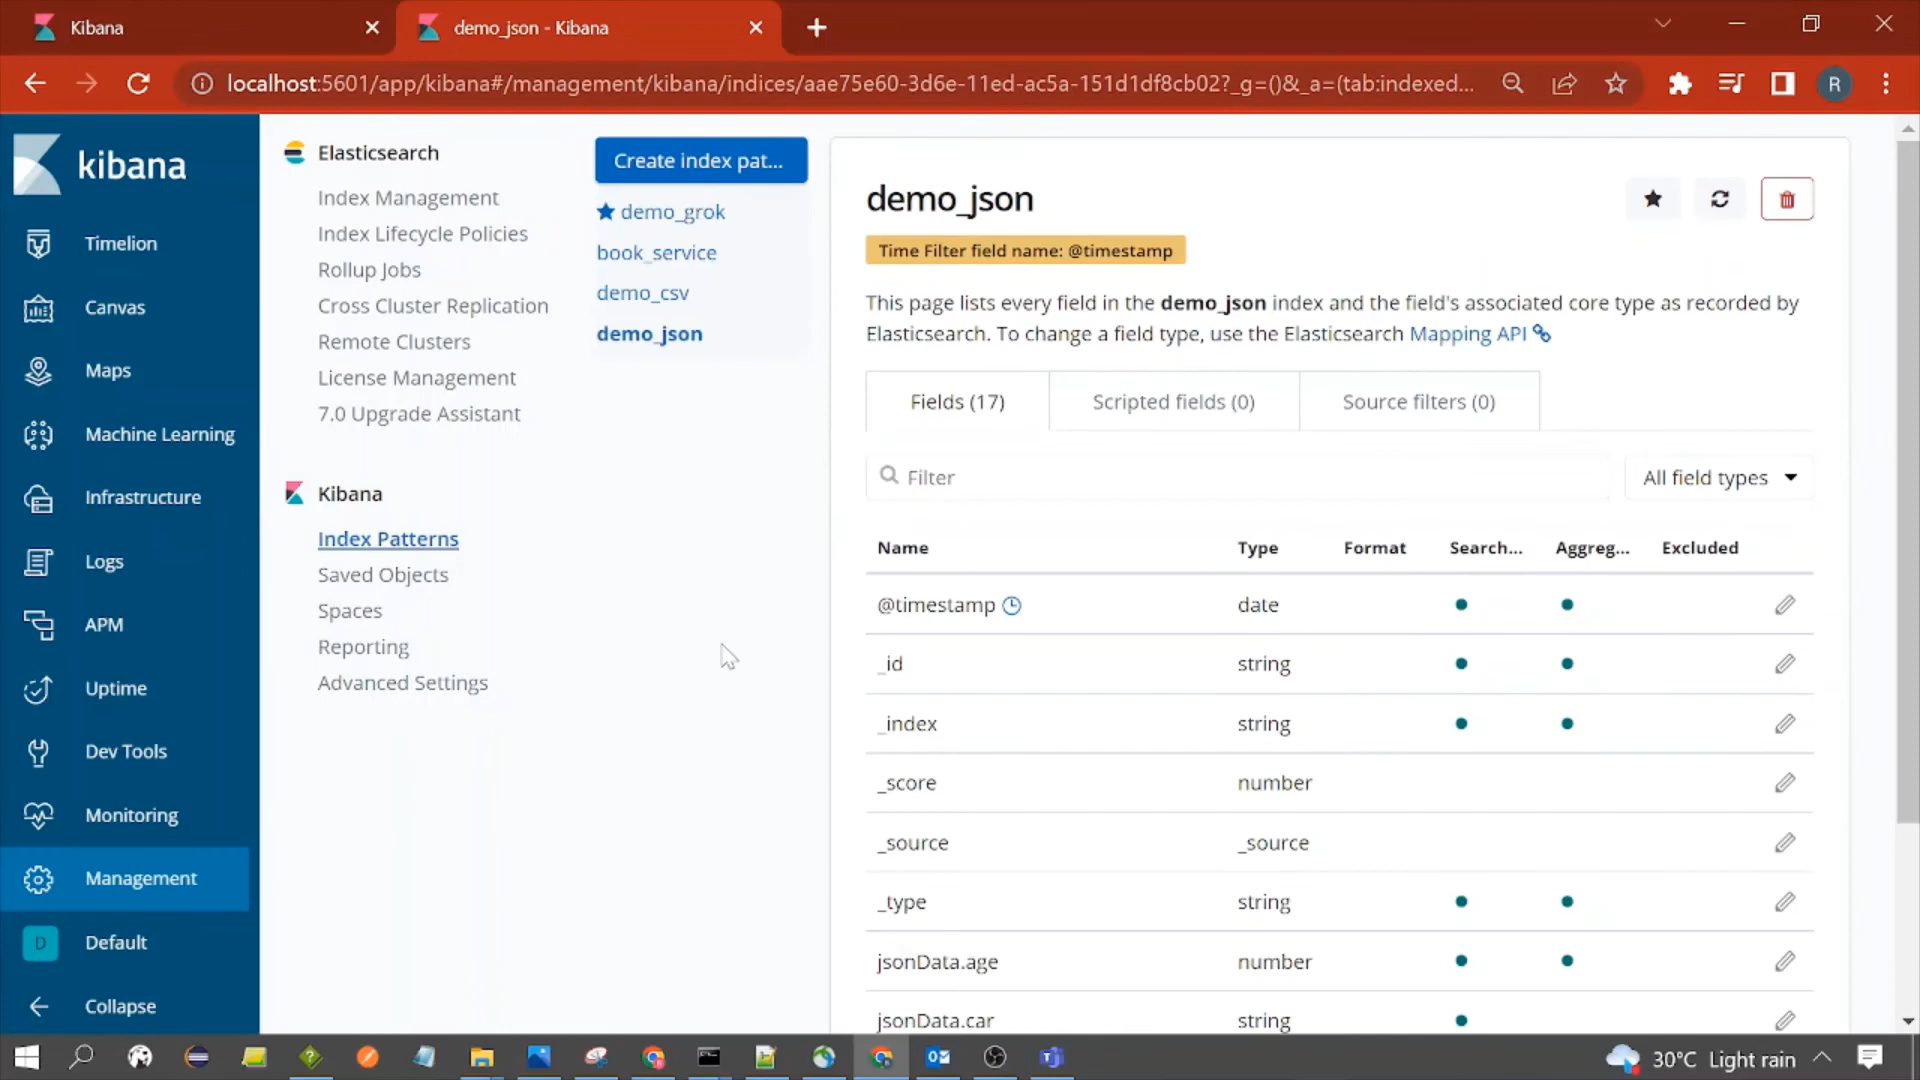 Kibana
demo_json - Kibana
localhost:5601/app/kibana#/management/kibana/indices/aae75e60-3d6e-11ed-ac5a-151d1df8cb02?_g=()&_a=(tab:indexed...
R
kibana
Timelion
Canvas
Maps
Machine Learning
Infrastructure
Logs
APM
Uptime
Dev Tools
Monitoring
Management
D Default
Collapse
Elasticsearch
Index Management
Index Lifecycle Policies
Rollup Jobs
Cross Cluster Replication
Remote Clusters
License Management
7.0 Upgrade Assistant
Kibana
Index Patterns
Saved Objects
Spaces
Reporting
Advanced Settings
Create index pat...
demo_grok
book_service
demo_csv
demo_json
demo_json
Time Filter field name: @timestamp
This page lists every field in the demo_json index and the field's associated core type as recorded by
Elasticsearch. To change a field type, use the Elasticsearch Mapping API
Fields (17) Scripted fields (0) Source filters (0)
Filter All field types
Name Type Format Search... Aggreg... Excluded
@timestamp date
_id string
_index string
_score number
_source _source
_type string
jsonData.age number
jsonData.car string
30°C Light rain